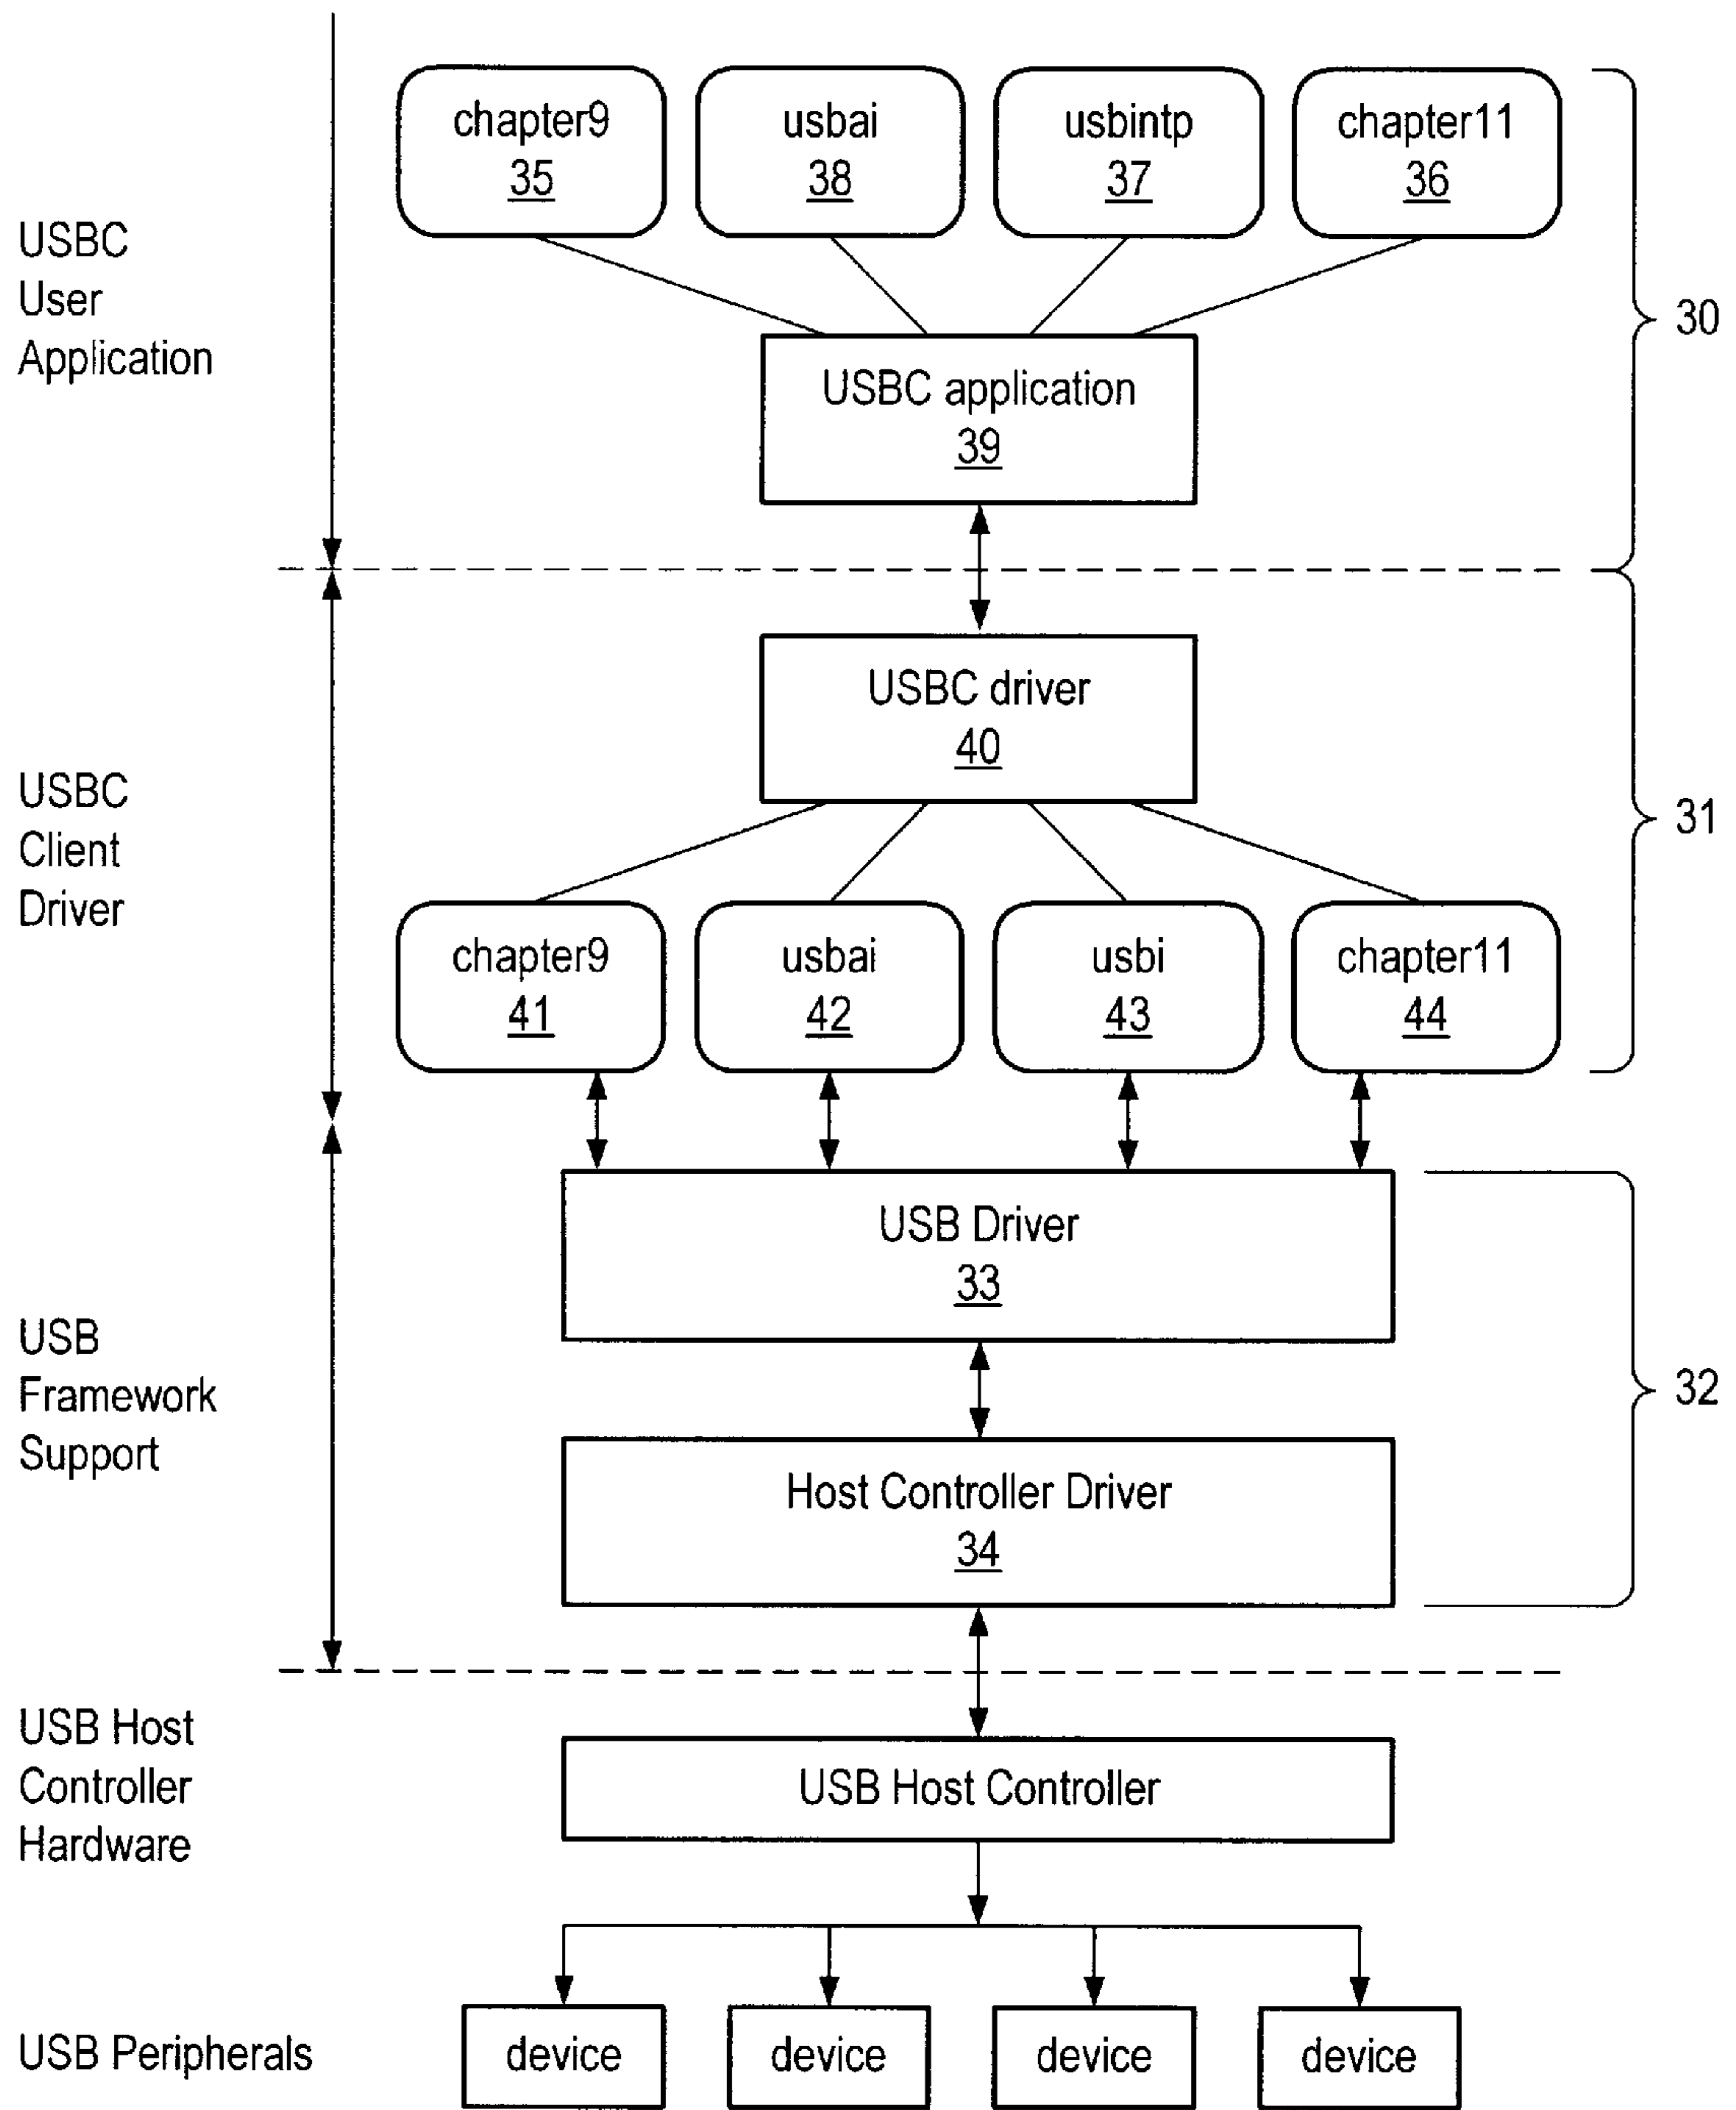 chapter9
35
usbai
38
usbintp
37
chapter11
36
USBC
User
Application
30
USBC application
39
USBC driver
40
USBC
Client
Driver
31
chapter9
41
usbai
42
usbi
43
chapter11
44
USB Driver
33
USB
Framework
Support
32
Host Controller Driver
34
USB Host
Controller
Hardware
USB Host Controller
USB Peripherals
device
device
device
device